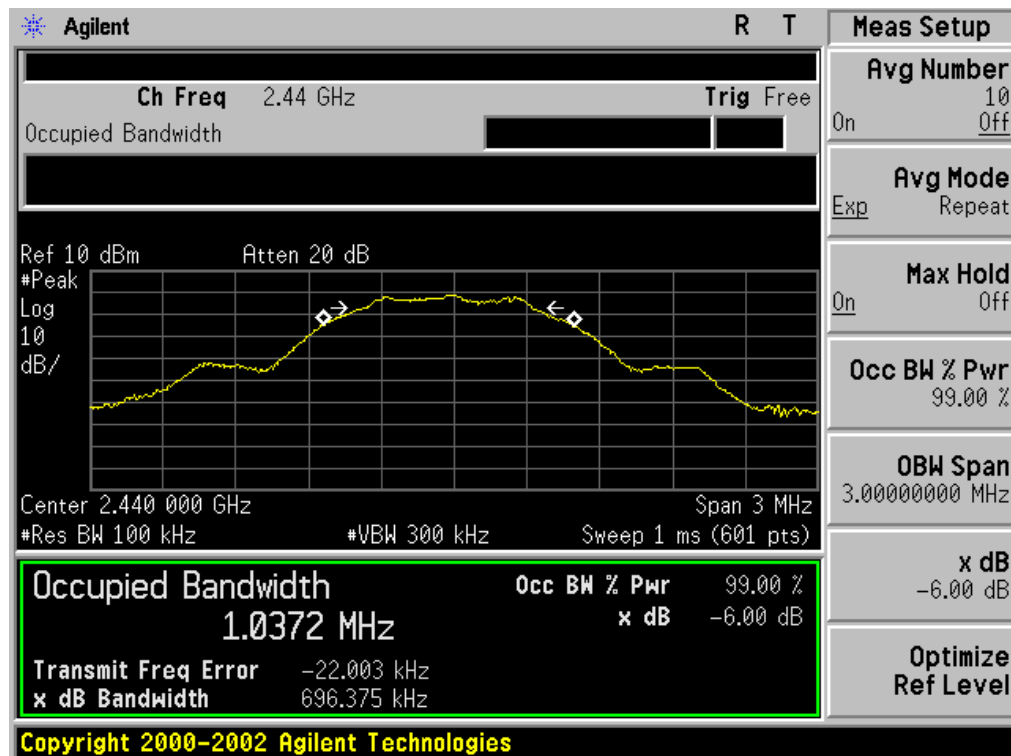 Agilent R T
Ch Freq 2.44 GHz Trig Free
Occupied Bandwidth
Ref 10 dBm Atten 20 dB
#Peak
Log
10
dB/
Center 2.440 000 GHz Span 3 MHz
#Res BW 100 kHz #VBW 300 kHz Sweep 1 ms (601 pts)
Occupied Bandwidth Occ BW % Pwr 99.00 %
1.0372 MHz x dB -6.00 dB
Transmit Freq Error -22.003 kHz
x dB Bandwidth 696.375 kHz
Copyright 2000-2002 Agilent Technologies
Meas Setup
Avg Number
10
On Off
Avg Mode
Exp Repeat
Max Hold
On Off
Occ BW % Pwr
99.00 %
OBW Span
3.00000000 MHz
x dB
-6.00 dB
Optimize
Ref Level